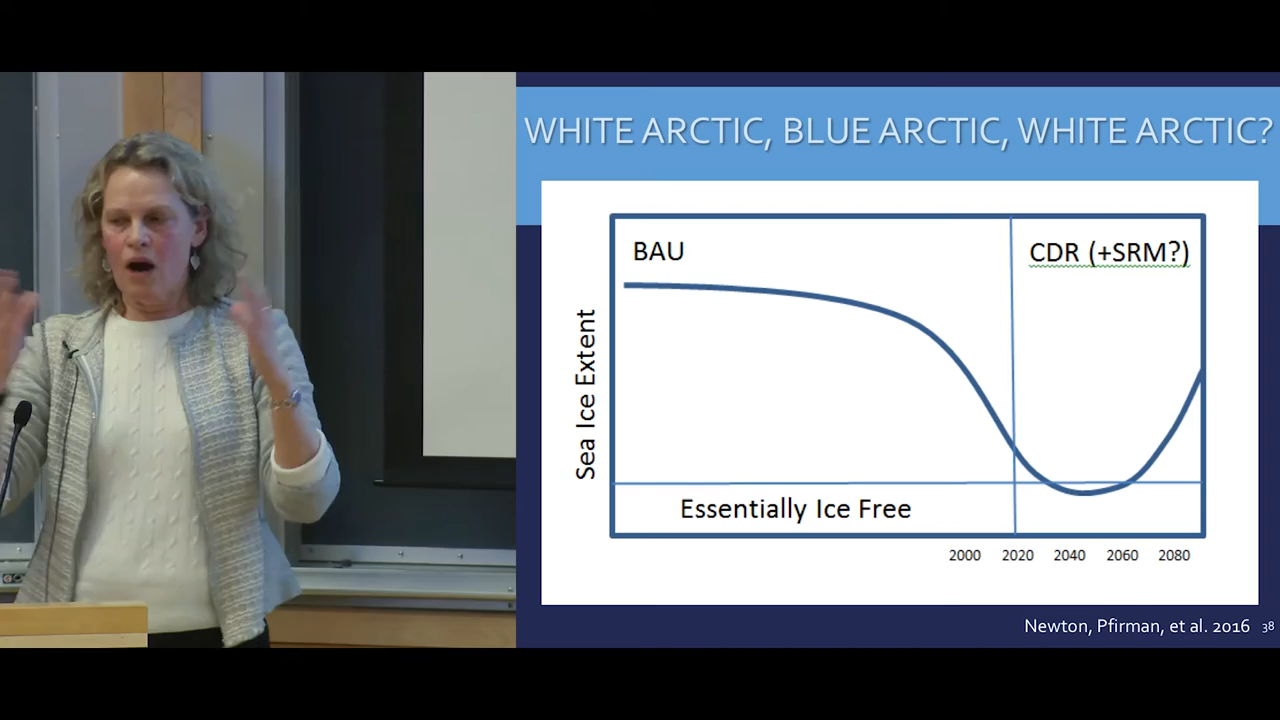 WHITE ARCTIC, BLUE ARCTIC, WHITE ARCTIC?
BAU
CDR (+SRM?)
Sea Ice Extent
Essentially Ice Free
2000 2020 2040 2060 2080
Newton, Pfirman, et al. 2016 38